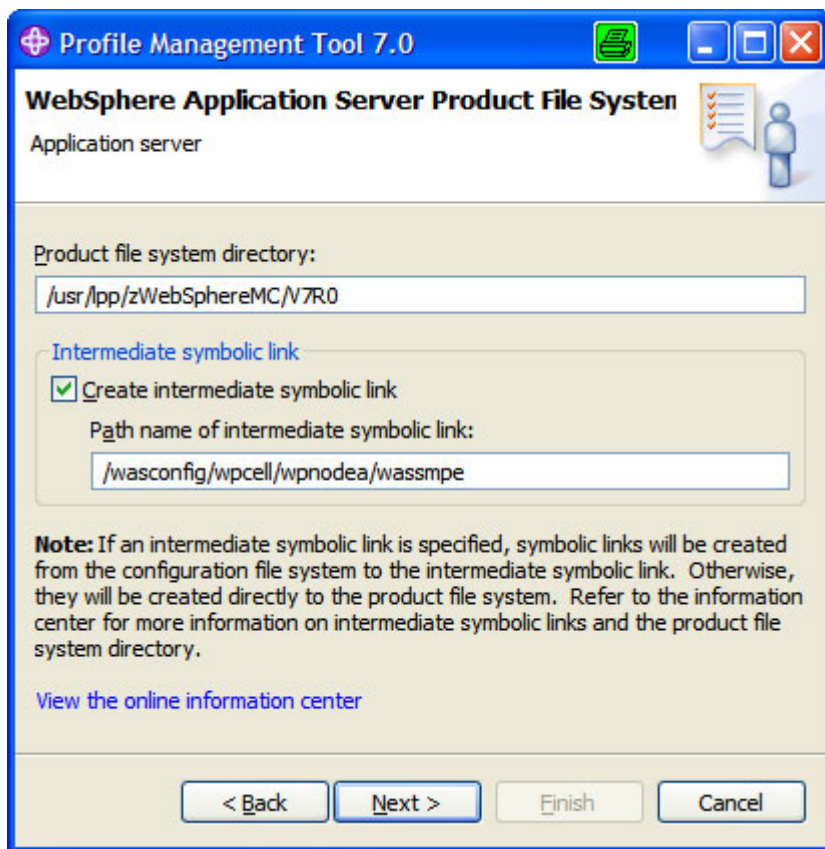 Profile Management Tool 7.0
WebSphere Application Server Product File System
Application server
Product file system directory:
/usr/lpp/zWebSphereMC/V7R0
Intermediate symbolic link
Create intermediate symbolic link
Path name of intermediate symbolic link:
/wasconfig/wpcell/wpnodea/wassmpe
Note: If an intermediate symbolic link is specified, symbolic links will be created
from the configuration file system to the intermediate symbolic link. Otherwise,
they will be created directly to the product file system. Refer to the information
center for more information on intermediate symbolic links and the product file
system directory.
View the online information center
< Back Next > Finish Cancel